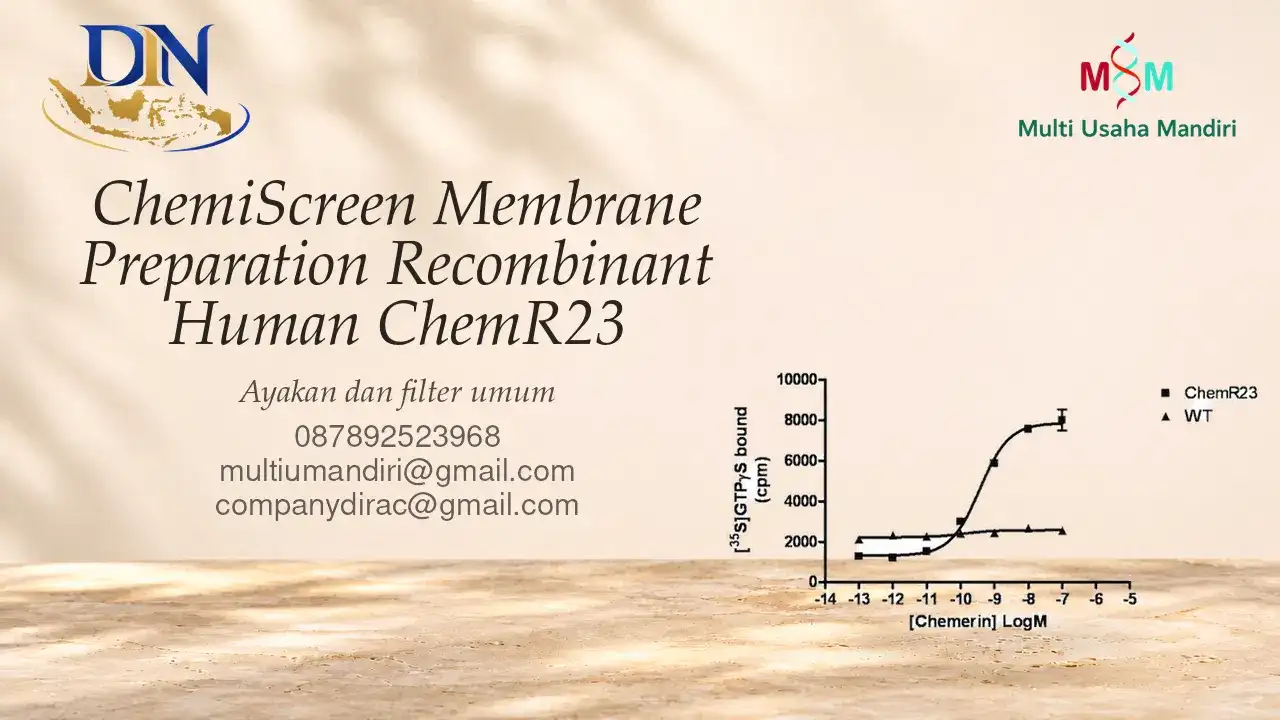 DIN
M M
Multi Usaha Mandiri
ChemiScreen Membrane
Preparation Recombinant
Human ChemR23
Ayakan dan filter umum
087892523968
multiumandiri@gmail.com
companydirac@gmail.com
[³⁵S]GTPγS bound
(cpm)
10000
8000
6000
4000
2000
0
-14 -13 -12 -11 -10 -9 -8 -7 -6 -5
[Chemerin] LogM
ChemR23
WT